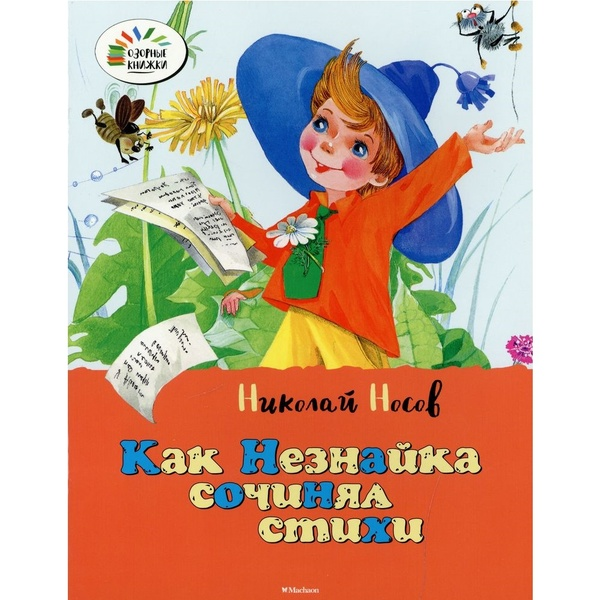 ОЗОРНЫЕ
КНИЖКИ
Николай Носов
Как Незнайка
сочинял
стихи
Machaon